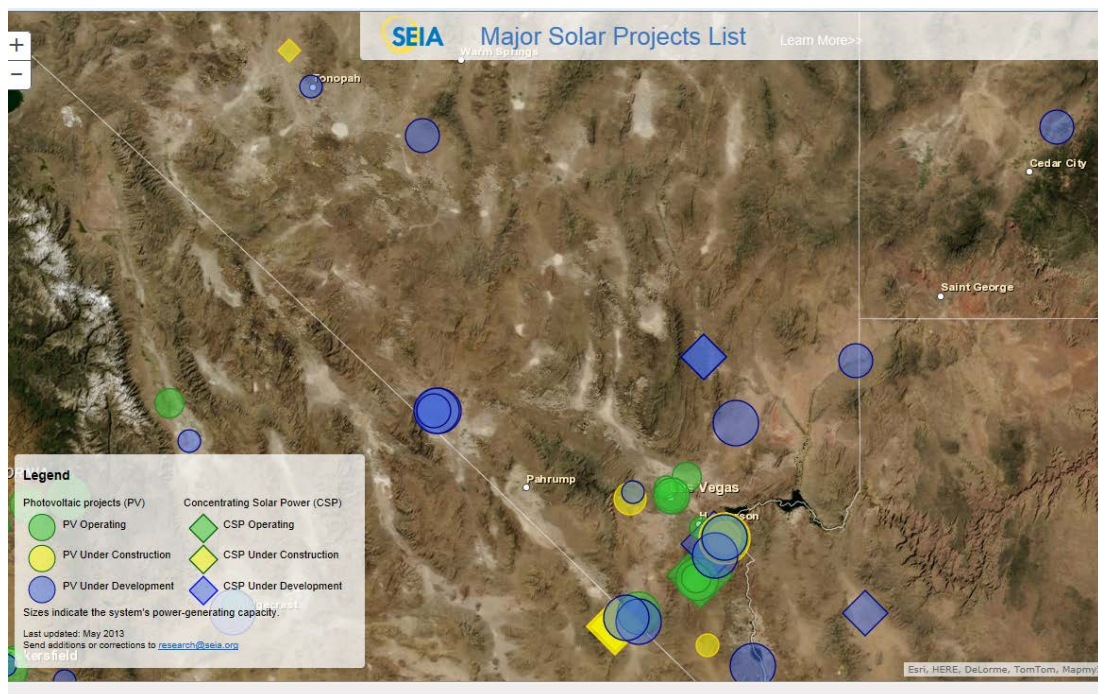 SEIA Major Solar Projects List Learn More>>
+
−
Warm Springs
Tonopah
Cedar City
Saint George
Pahrump
Vegas
Legend
Photovoltaic projects (PV) Concentrating Solar Power (CSP)
PV Operating CSP Operating
PV Under Construction CSP Under Construction
PV Under Development CSP Under Development
Sizes indicate the system's power-generating capacity.
Last updated: May 2013
Send additions or corrections to research@seia.org
Esri, HERE, DeLorme, TomTom, Mapmy